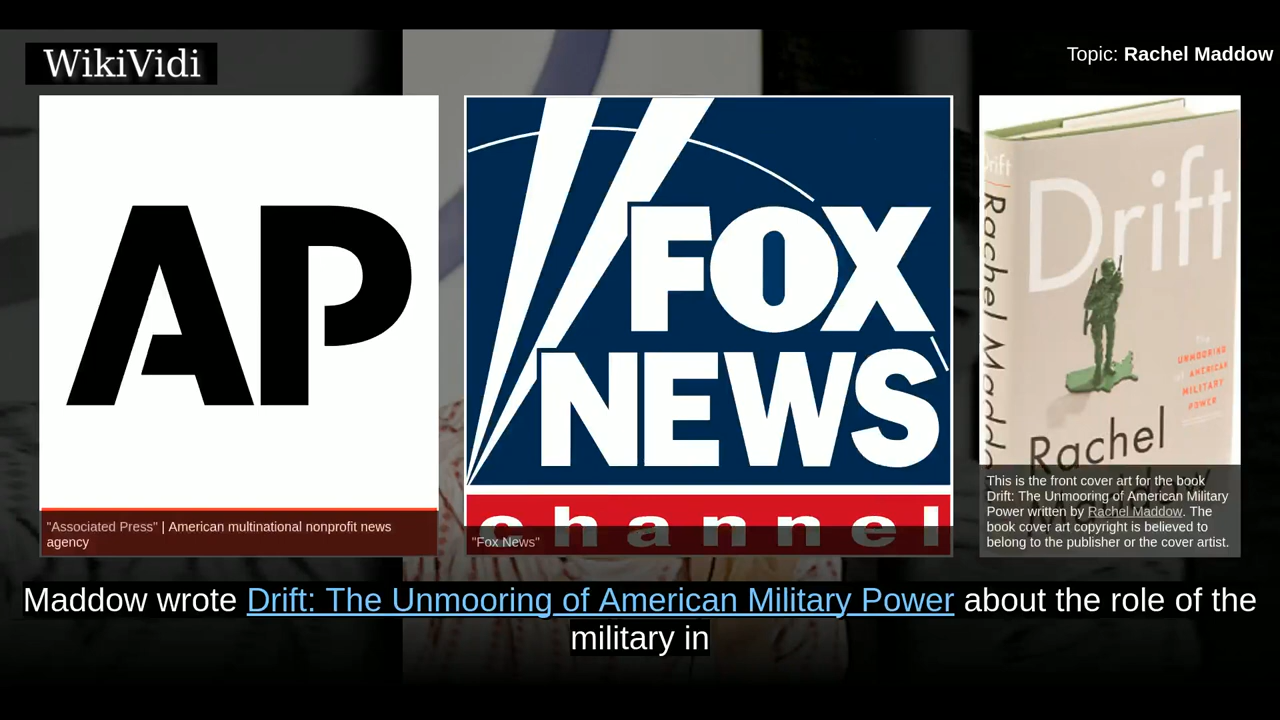 WikiVidi
Topic: Rachel Maddow
AP
FOX
NEWS
channel
Drift
Rachel Maddo
Drift
The
UNMOORING
of AMERICAN
MILITARY
POWER
Rachel
Maddow
"Associated Press" | American multinational nonprofit news
agency
"Fox News"
This is the front cover art for the book
Drift: The Unmooring of American Military
Power written by Rachel Maddow. The
book cover art copyright is believed to
belong to the publisher or the cover artist.
Maddow wrote Drift: The Unmooring of American Military Power about the role of the
military in